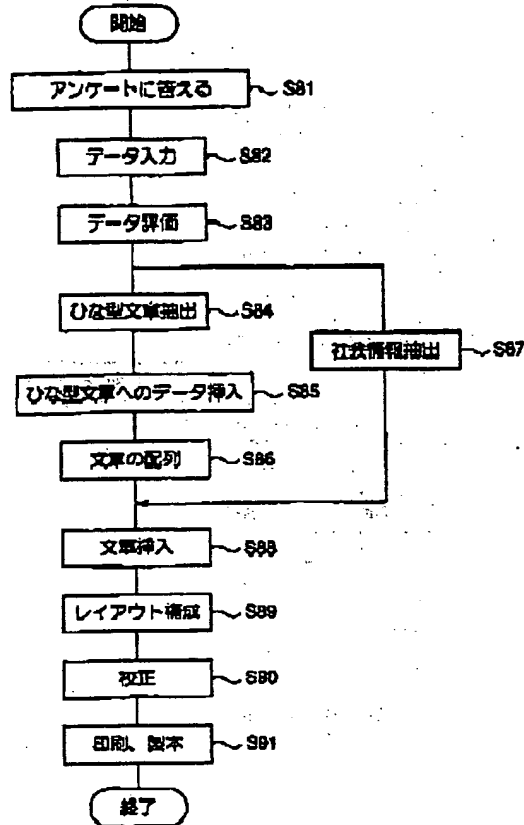 開始
アンケートに答える S81
データ入力 S82
データ評価 S83
ひな型文章抽出 S84
社会情報抽出 S87
ひな型文章へのデータ挿入 S85
文章の配列 S86
文章挿入 S88
レイアウト構成 S89
校正 S90
印刷、製本 S91
終了